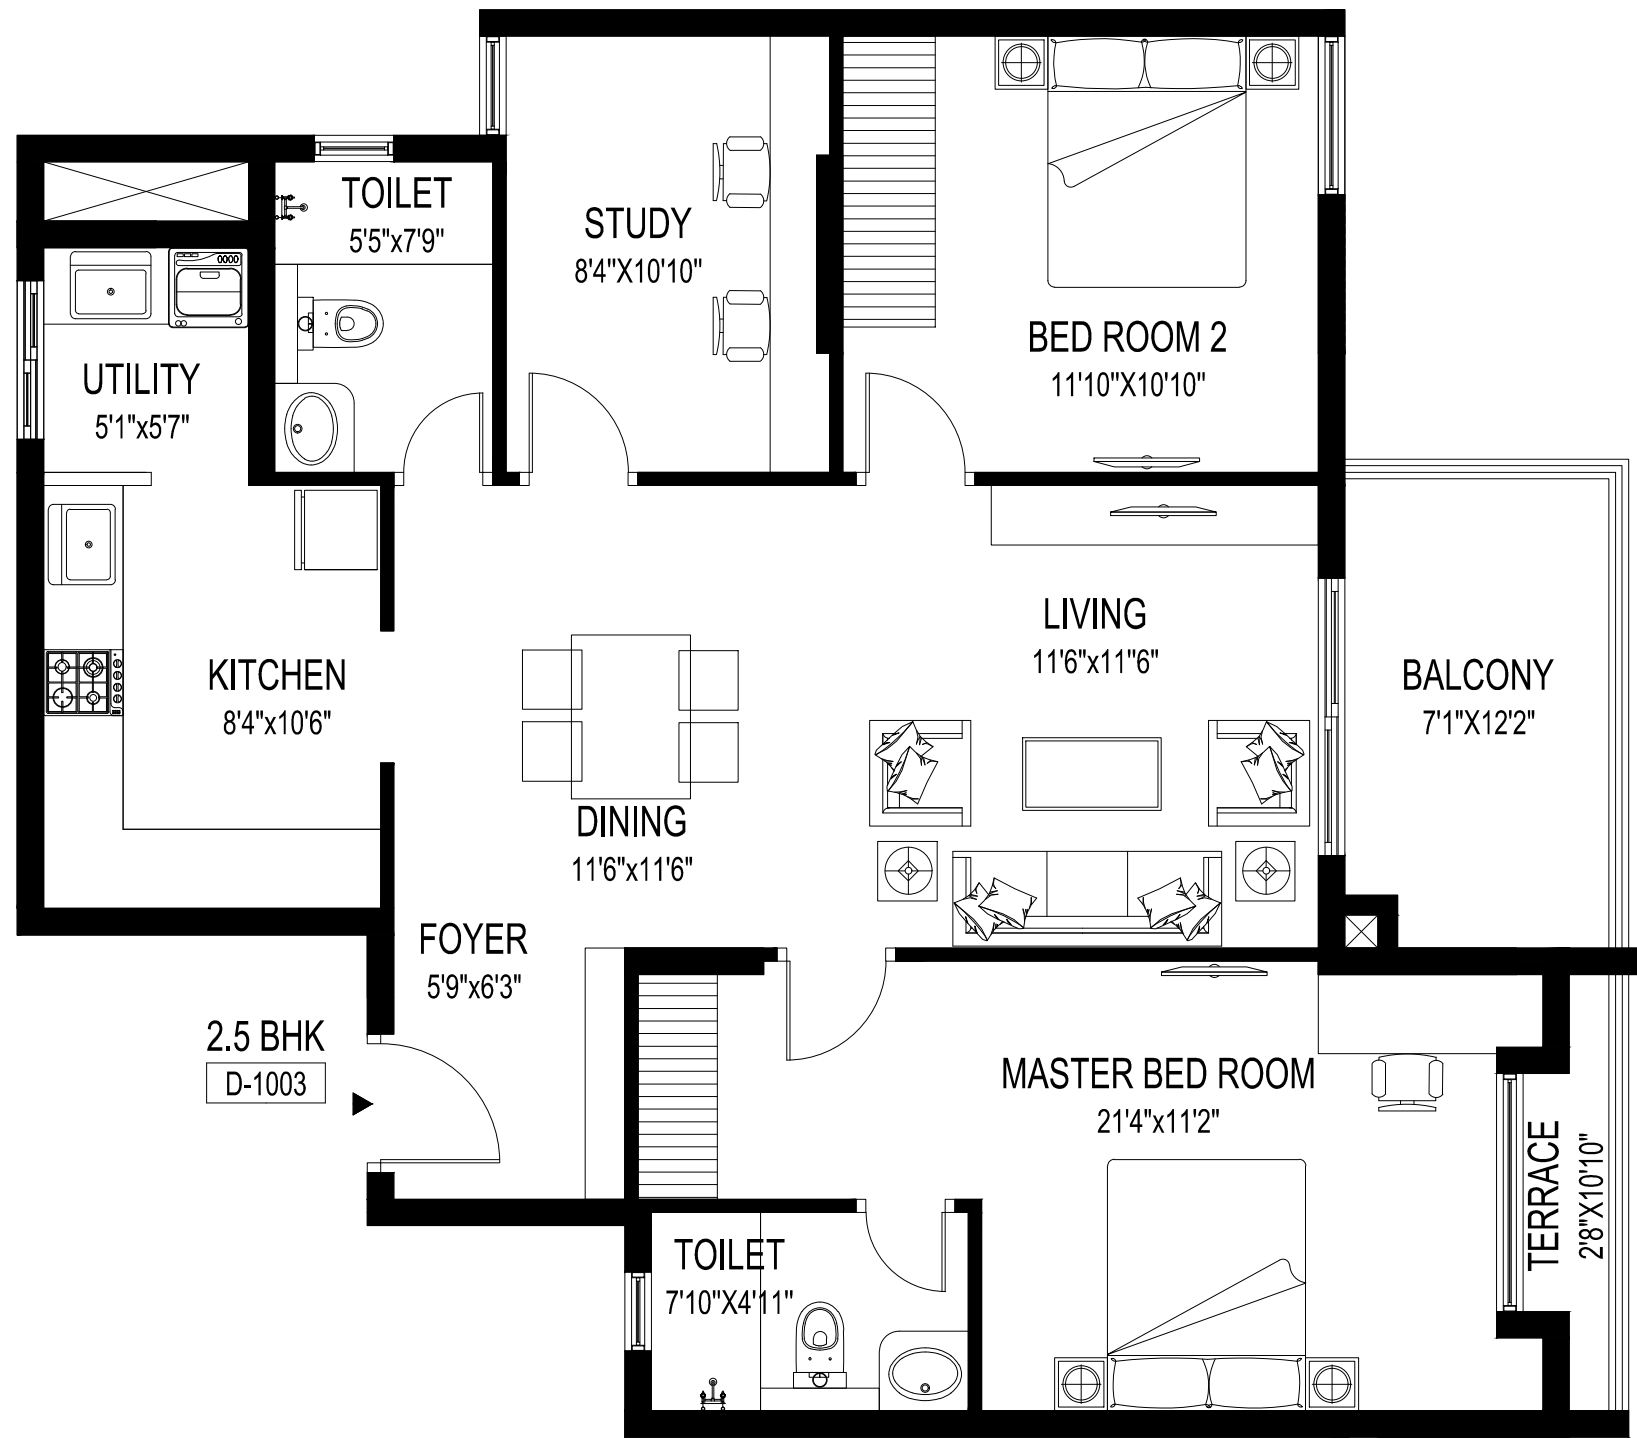 TOILET
5'5"x7'9"
STUDY
8'4"X10'10"
BED ROOM 2
11'10"X10'10"
UTILITY
5'1"x5'7"
LIVING
11'6"x11"6"
KITCHEN
8'4"x10'6"
BALCONY
7'1"X12'2"
DINING
11'6"x11'6"
FOYER
5'9"x6'3"
2.5 BHK
D-1003
MASTER BED ROOM
21'4"x11'2"
TERRACE
2'8"X10'10"
TOILET
7'10"X4'11"